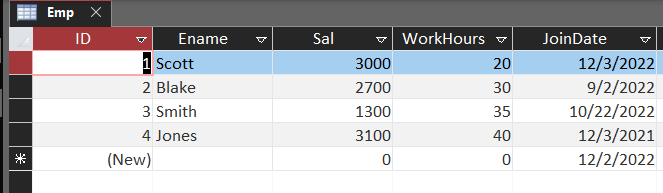 Emp
ID Ename Sal WorkHours JoinDate
1 Scott 3000 20 12/3/2022
2 Blake 2700 30 9/2/2022
3 Smith 1300 35 10/22/2022
4 Jones 3100 40 12/3/2021
(New) 0 0 12/2/2022